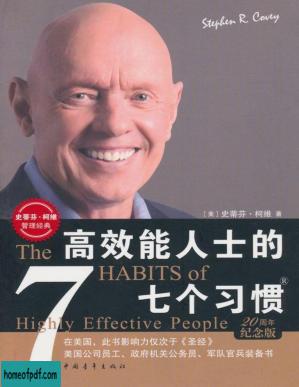 Stephen R. Covey
史蒂芬·柯维
管理经典
[美] 史蒂芬·柯维 著
The 高效能人士的
7 HABITS of
七个习惯®
Highly Effective People
20周年
纪念版
在美国，此书影响力仅次于《圣经》
美国公司员工、政府机关公务员、军队官兵装备书
中国青年出版社
homeofpdf.com